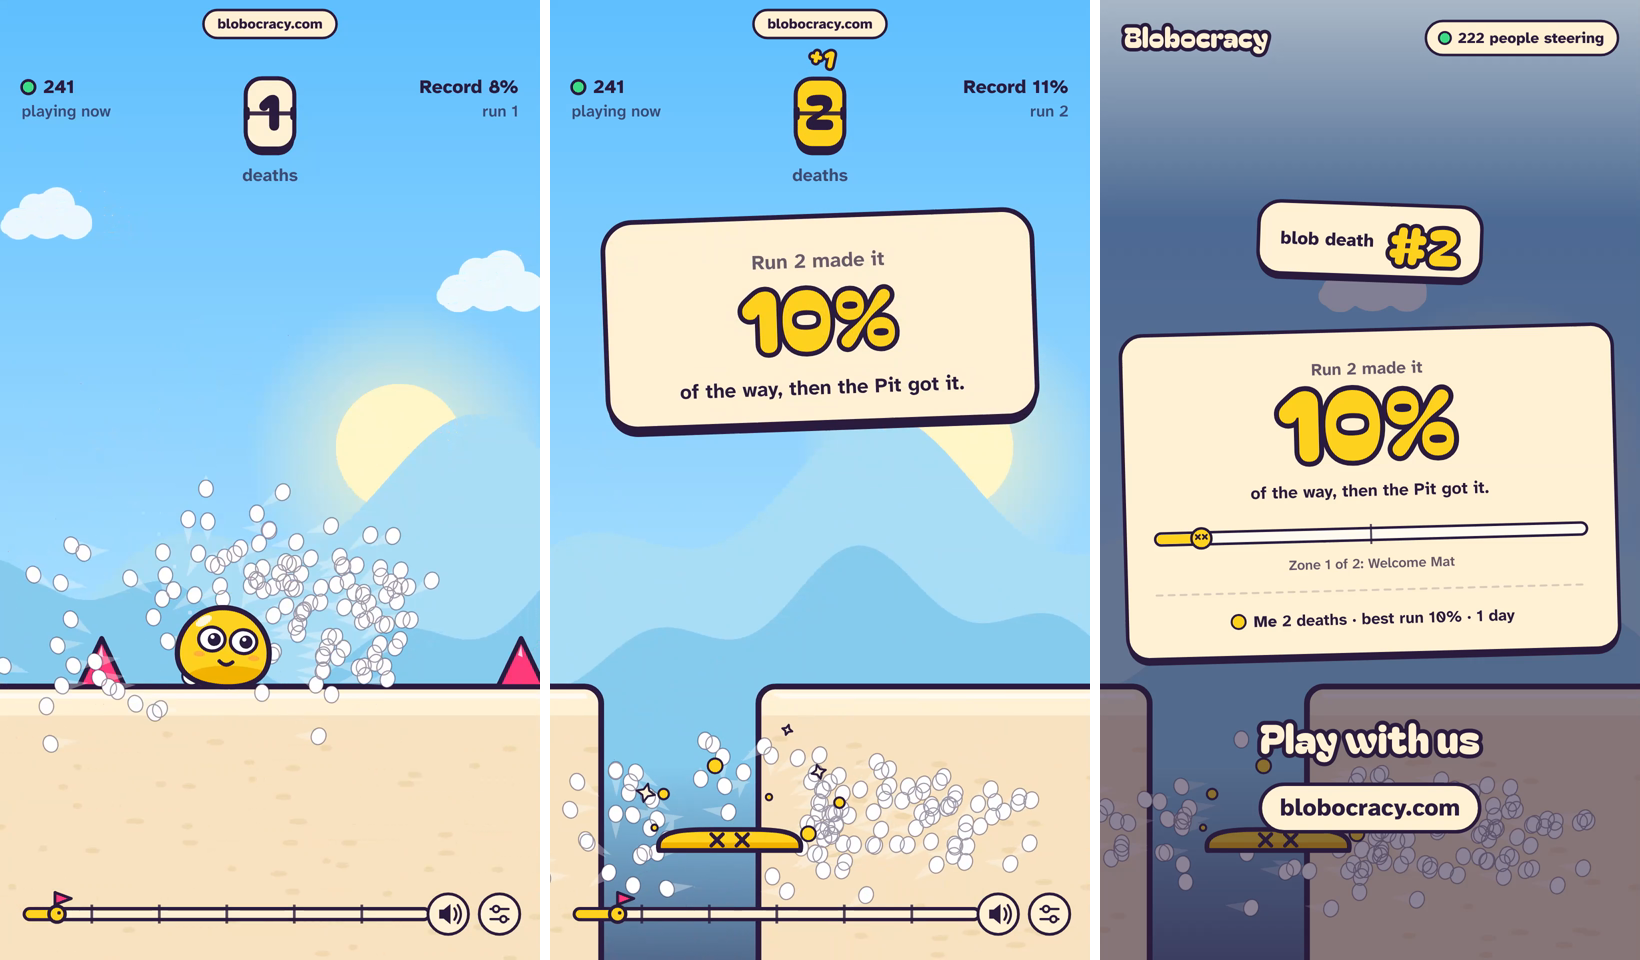 blobocracy.com
241
playing now
1
deaths
Record 8%
run 1
blobocracy.com
+1
241
playing now
2
deaths
Record 11%
run 2
Run 2 made it
10%
of the way, then the Pit got it.
Blobocracy
222 people steering
blob death #2
Run 2 made it
10%
of the way, then the Pit got it.
Zone 1 of 2: Welcome Mat
Me 2 deaths · best run 10% · 1 day
Play with us
blobocracy.com